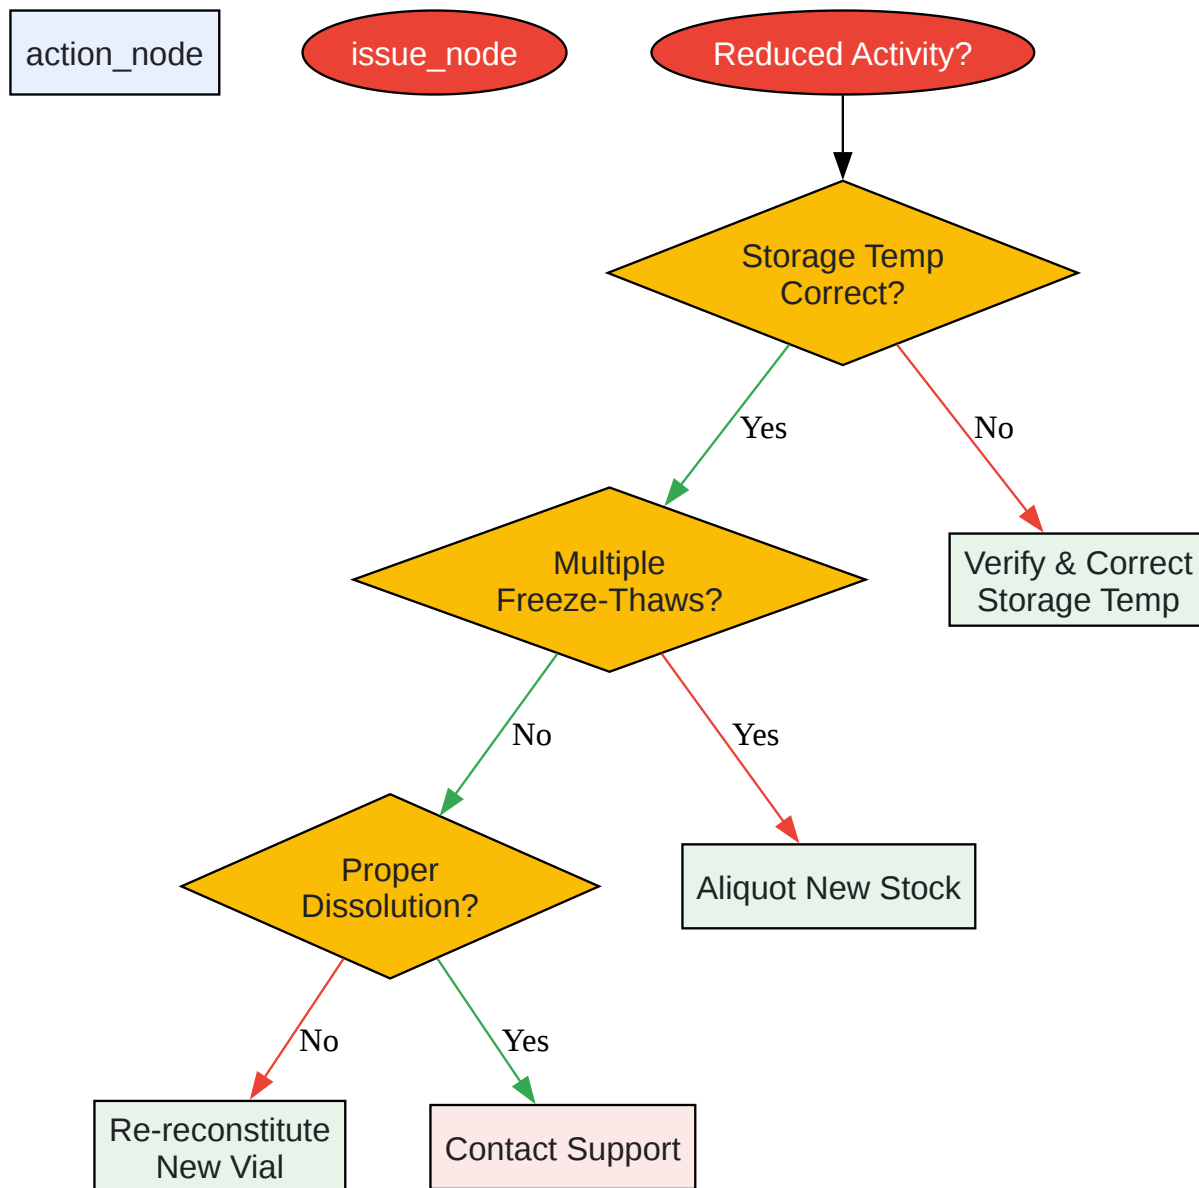 action_node
issue_node
Reduced Activity?
Storage Temp
Correct?
Yes
No
Multiple
Freeze-Thaws?
Verify & Correct
Storage Temp
No
Yes
Proper
Dissolution?
Aliquot New Stock
No
Yes
Re-reconstitute
New Vial
Contact Support